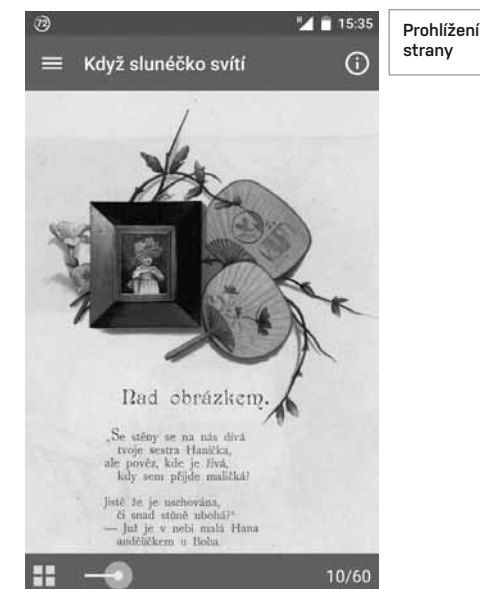 72
15:35
Když slunéčko svítí
Prohlížení
strany
Nad obrázkem.
„Se stěny se na nás dívá
tvoje sestra Hanička,
ale pověz, kde je živá,
kdy sem přijde maličká?
Jistě že je uschována,
či snad stůně ubohá?“
— Již je v nebi malá Hana
andělíčkem u Boha.
10/60